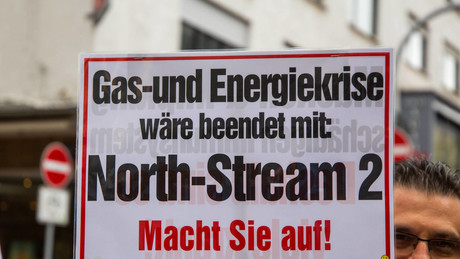 Gas-und Energiekrise
wäre beendet mit:
North-Stream 2
Macht Sie auf!